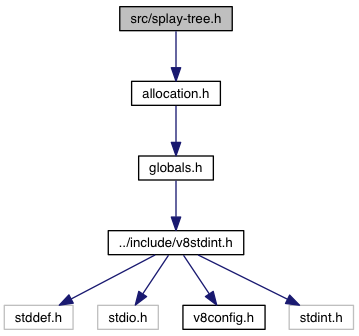 src/splay-tree.h
allocation.h
globals.h
../include/v8stdint.h
stddef.h
stdio.h
v8config.h
stdint.h